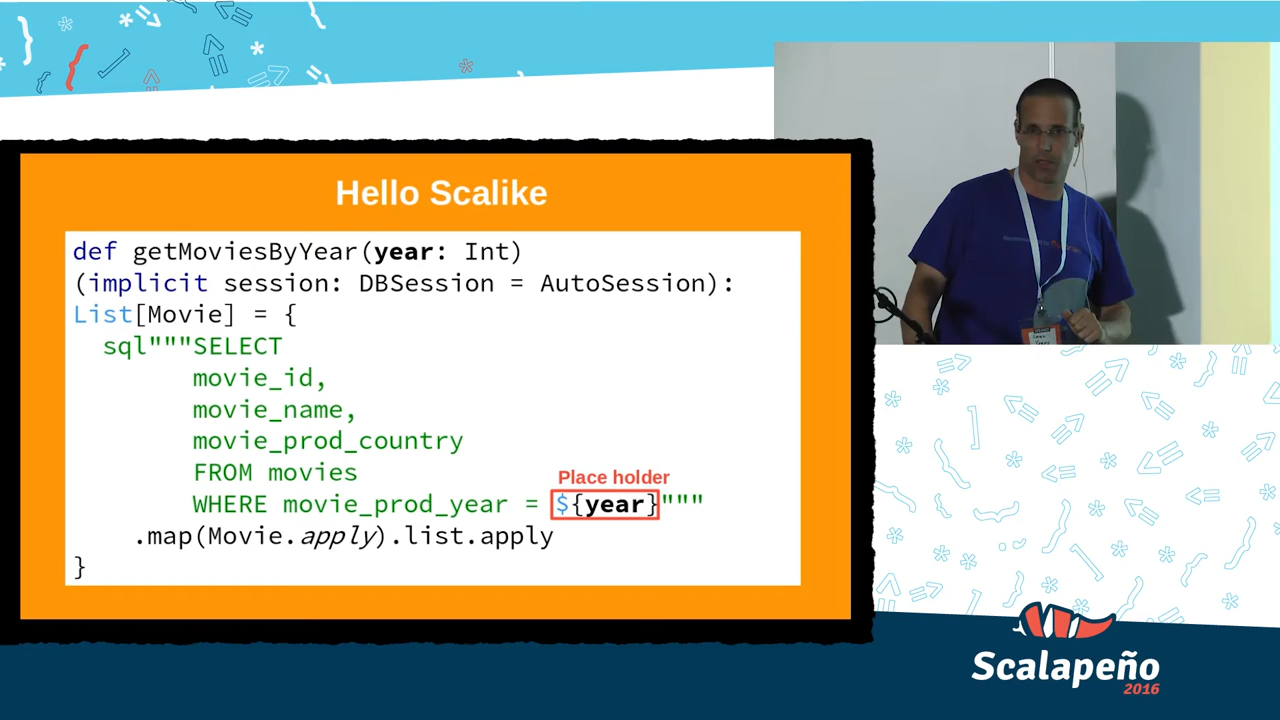 Hello Scalike
def getMoviesByYear(year: Int)
(implicit session: DBSession = AutoSession):
List[Movie] = {
sql"""SELECT
movie_id,
movie_name,
movie_prod_country
FROM movies
Place holder
WHERE movie_prod_year = ${year}"""
.map(Movie.apply).list.apply
}
Scalapeño
2016